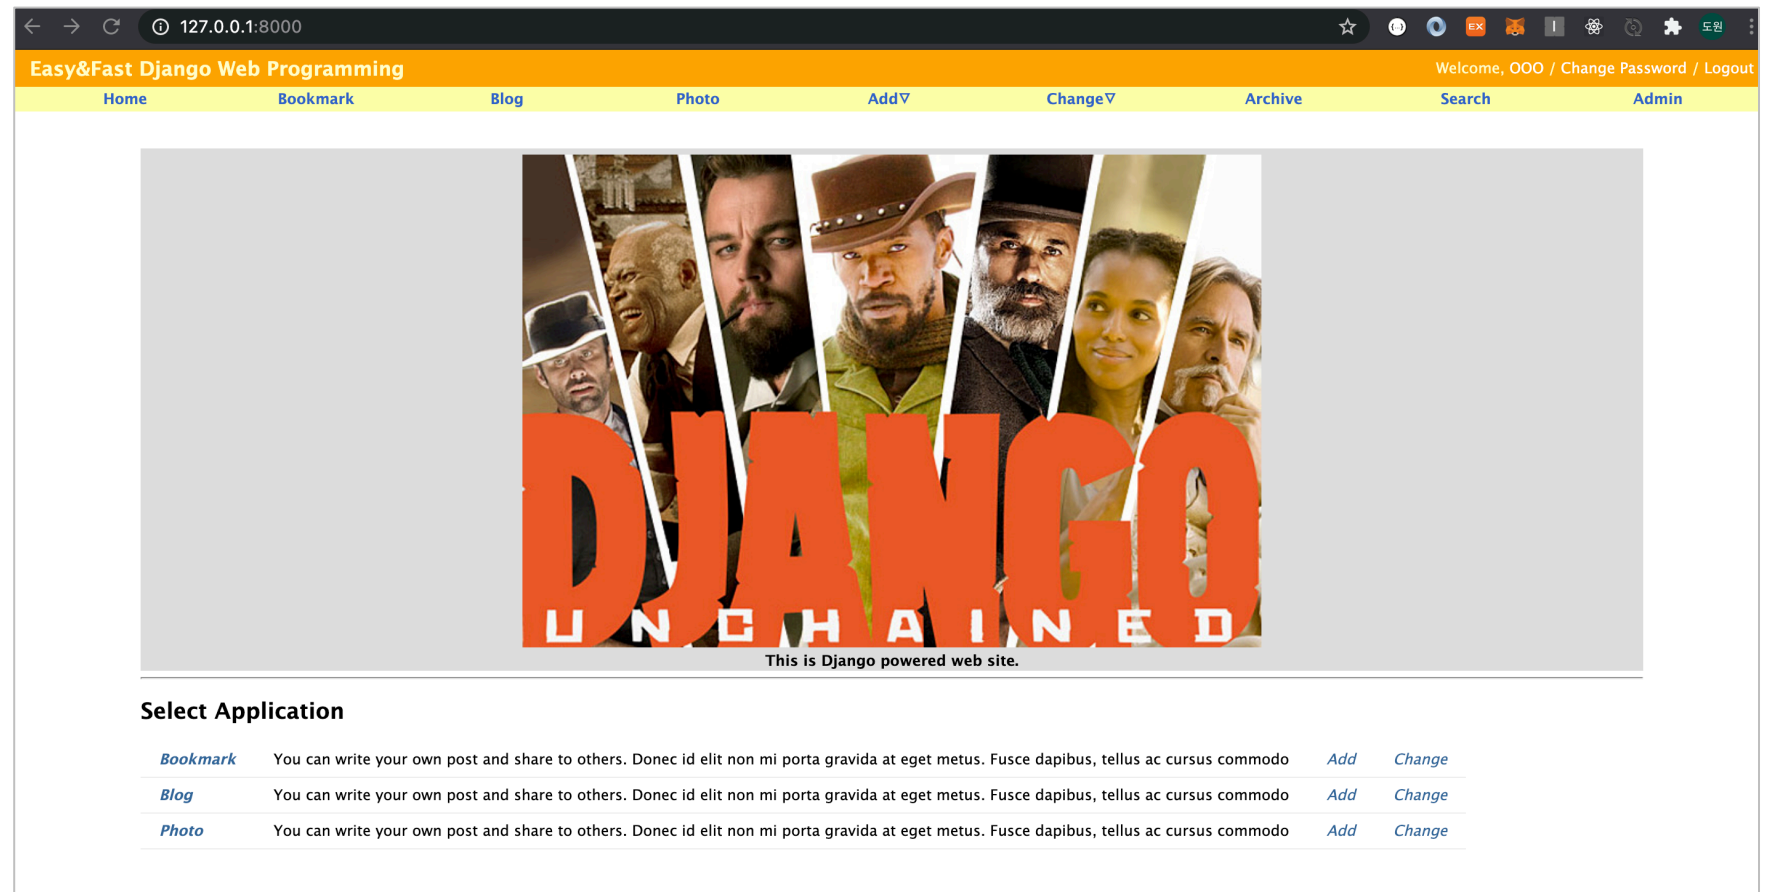 127.0.0.1:8000
EX
도원
Easy&Fast Django Web Programming
Welcome, OOO / Change Password / Logout
Home Bookmark Blog Photo Add▽ Change▽ Archive Search Admin
DJANGO
UNCHAINED
This is Django powered web site.
Select Application
Bookmark You can write your own post and share to others. Donec id elit non mi porta gravida at eget metus. Fusce dapibus, tellus ac cursus commodo Add Change
Blog You can write your own post and share to others. Donec id elit non mi porta gravida at eget metus. Fusce dapibus, tellus ac cursus commodo Add Change
Photo You can write your own post and share to others. Donec id elit non mi porta gravida at eget metus. Fusce dapibus, tellus ac cursus commodo Add Change